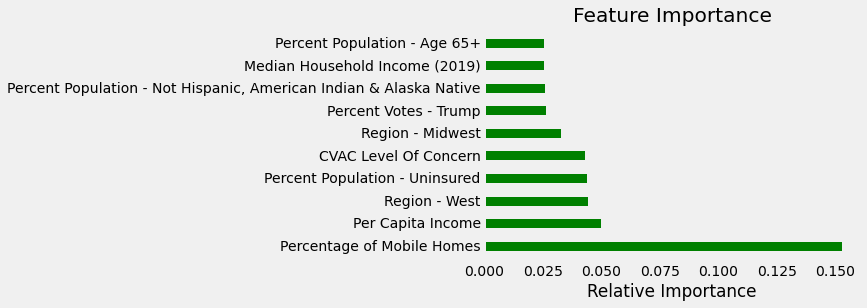 Feature Importance
Percent Population - Age 65+
Median Household Income (2019)
Percent Population - Not Hispanic, American Indian & Alaska Native
Percent Votes - Trump
Region - Midwest
CVAC Level Of Concern
Percent Population - Uninsured
Region - West
Per Capita Income
Percentage of Mobile Homes
0.000 0.025 0.050 0.075 0.100 0.125 0.150
Relative Importance